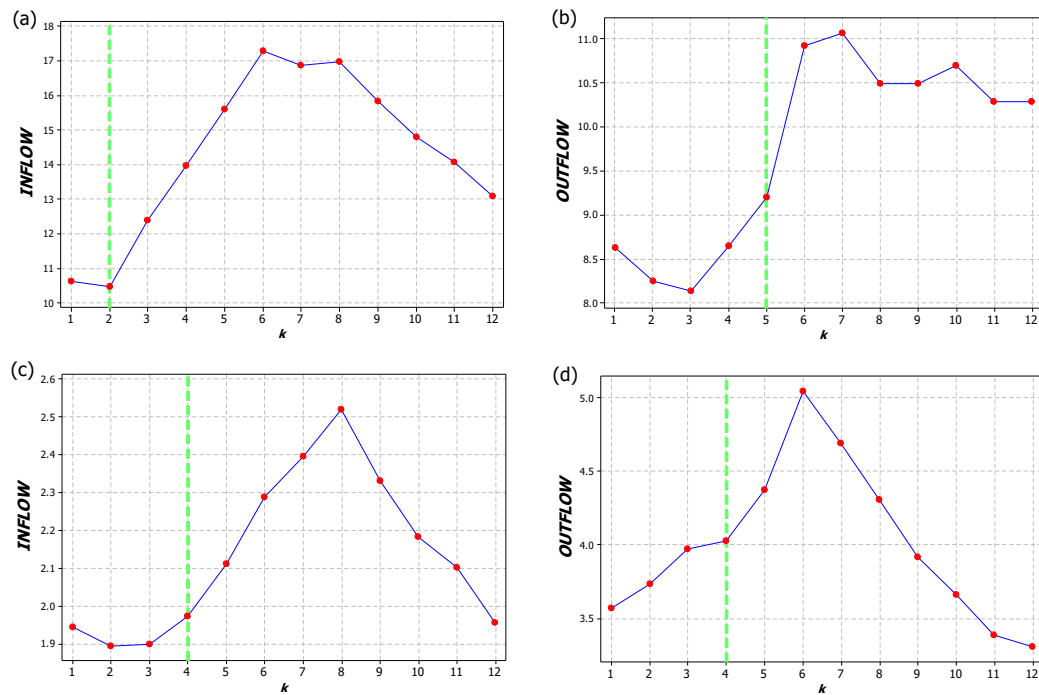 (a)
INFLOW
18
17
16
15
14
13
12
11
10
1 2 3 4 5 6 7 8 9 10 11 12
k
(b)
OUTFLOW
11.0
10.5
10.0
9.5
9.0
8.5
8.0
1 2 3 4 5 6 7 8 9 10 11 12
k
(c)
INFLOW
2.6
2.5
2.4
2.3
2.2
2.1
2.0
1.9
1 2 3 4 5 6 7 8 9 10 11 12
k
(d)
OUTFLOW
5.0
4.5
4.0
3.5
1 2 3 4 5 6 7 8 9 10 11 12
k